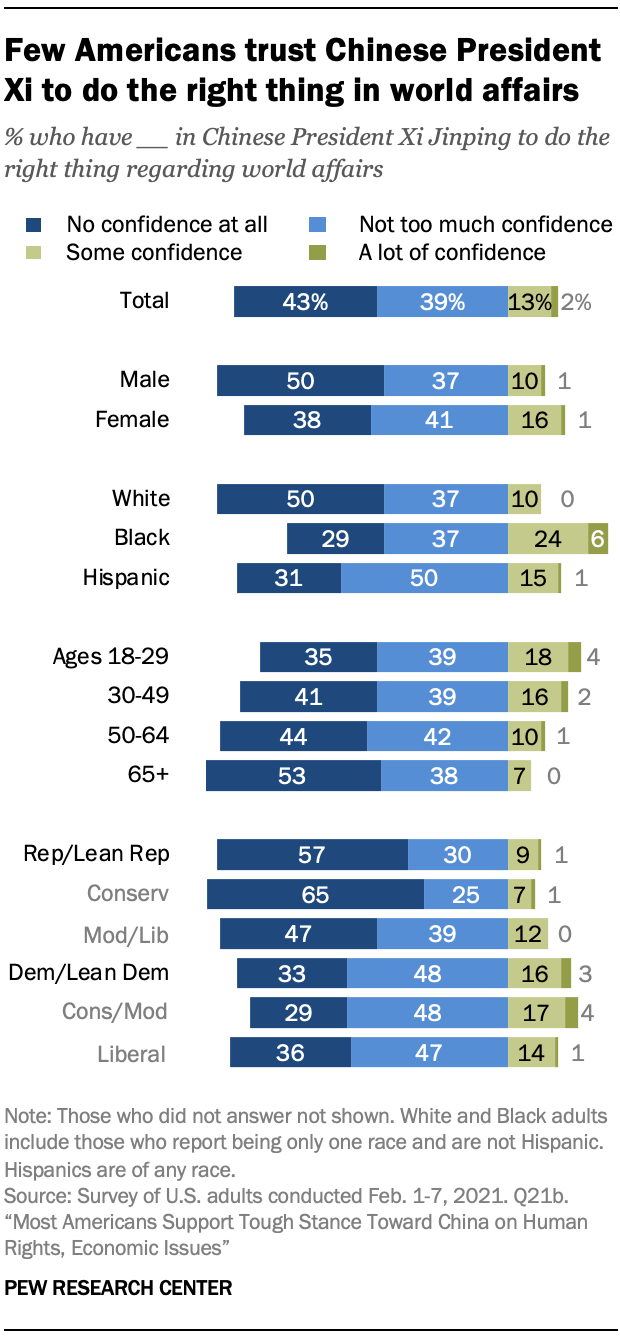 Few Americans trust Chinese President
Xi to do the right thing in world affairs
% who have __ in Chinese President Xi Jinping to do the
right thing regarding world affairs
No confidence at all Not too much confidence
Some confidence A lot of confidence
Total 43% 39% 13% 2%
Male 50 37 10 1
Female 38 41 16 1
White 50 37 10 0
Black 29 37 24 6
Hispanic 31 50 15 1
Ages 18-29 35 39 18 4
30-49 41 39 16 2
50-64 44 42 10 1
65+ 53 38 7 0
Rep/Lean Rep 57 30 9 1
Conserv 65 25 7 1
Mod/Lib 47 39 12 0
Dem/Lean Dem 33 48 16 3
Cons/Mod 29 48 17 4
Liberal 36 47 14 1
Note: Those who did not answer not shown. White and Black adults
include those who report being only one race and are not Hispanic.
Hispanics are of any race.
Source: Survey of U.S. adults conducted Feb. 1-7, 2021. Q21b.
“Most Americans Support Tough Stance Toward China on Human
Rights, Economic Issues”
PEW RESEARCH CENTER